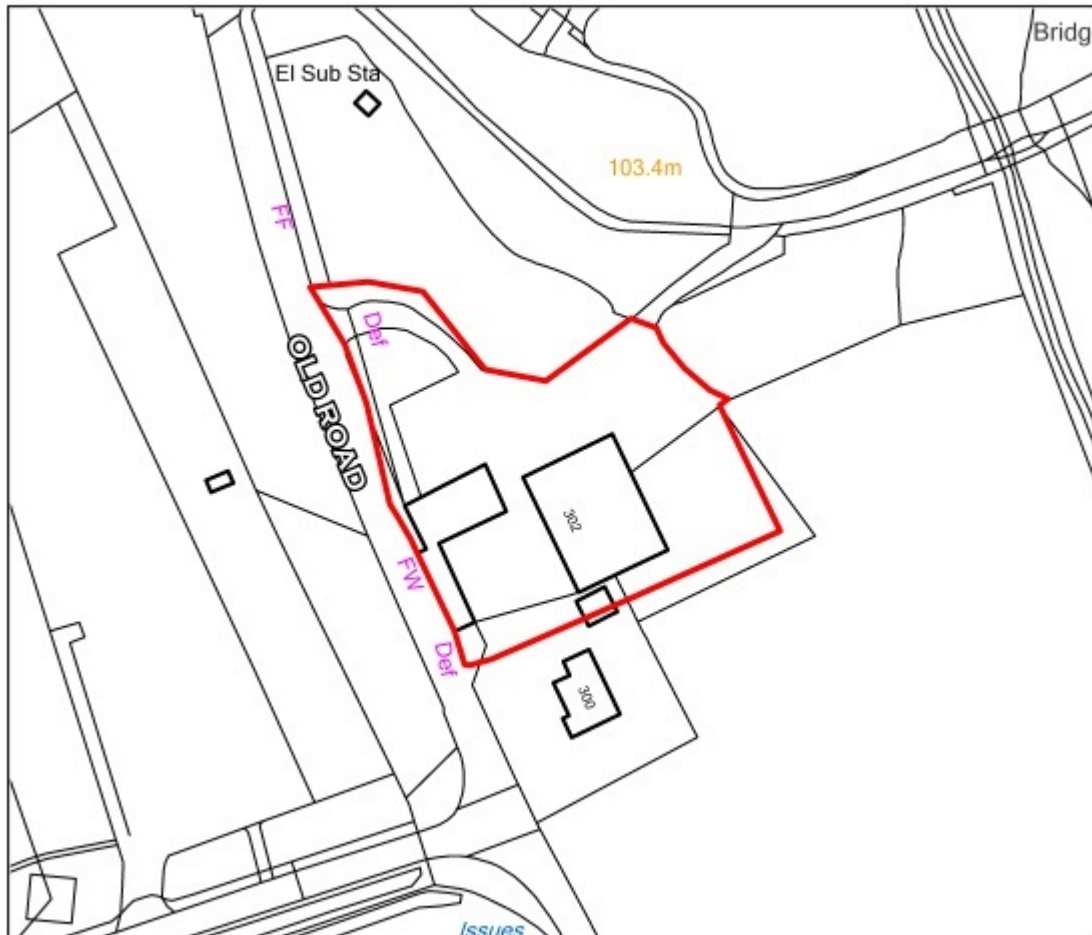 Bridg
El Sub Sta
103.4m
FF
Def
OLD ROAD
302
FW
Def
300
Issues